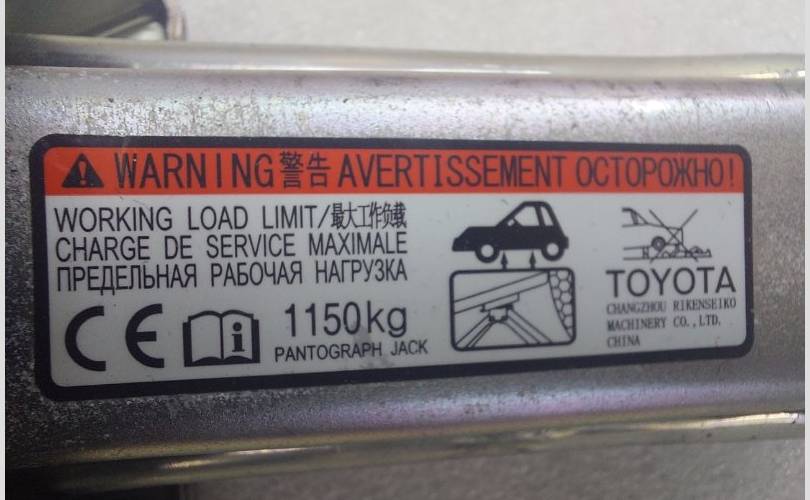 WARNING 警告 AVERTISSEMENT ОСТОРОЖНО!
WORKING LOAD LIMIT/最大工作负载
CHARGE DE SERVICE MAXIMALE
ПРЕДЕЛЬНАЯ РАБОЧАЯ НАГРУЗКА
CE i 1150kg
PANTOGRAPH JACK
TOYOTA
CHANGZHOU RIKENSEIKO
MACHINERY CO.,LTD.
CHINA